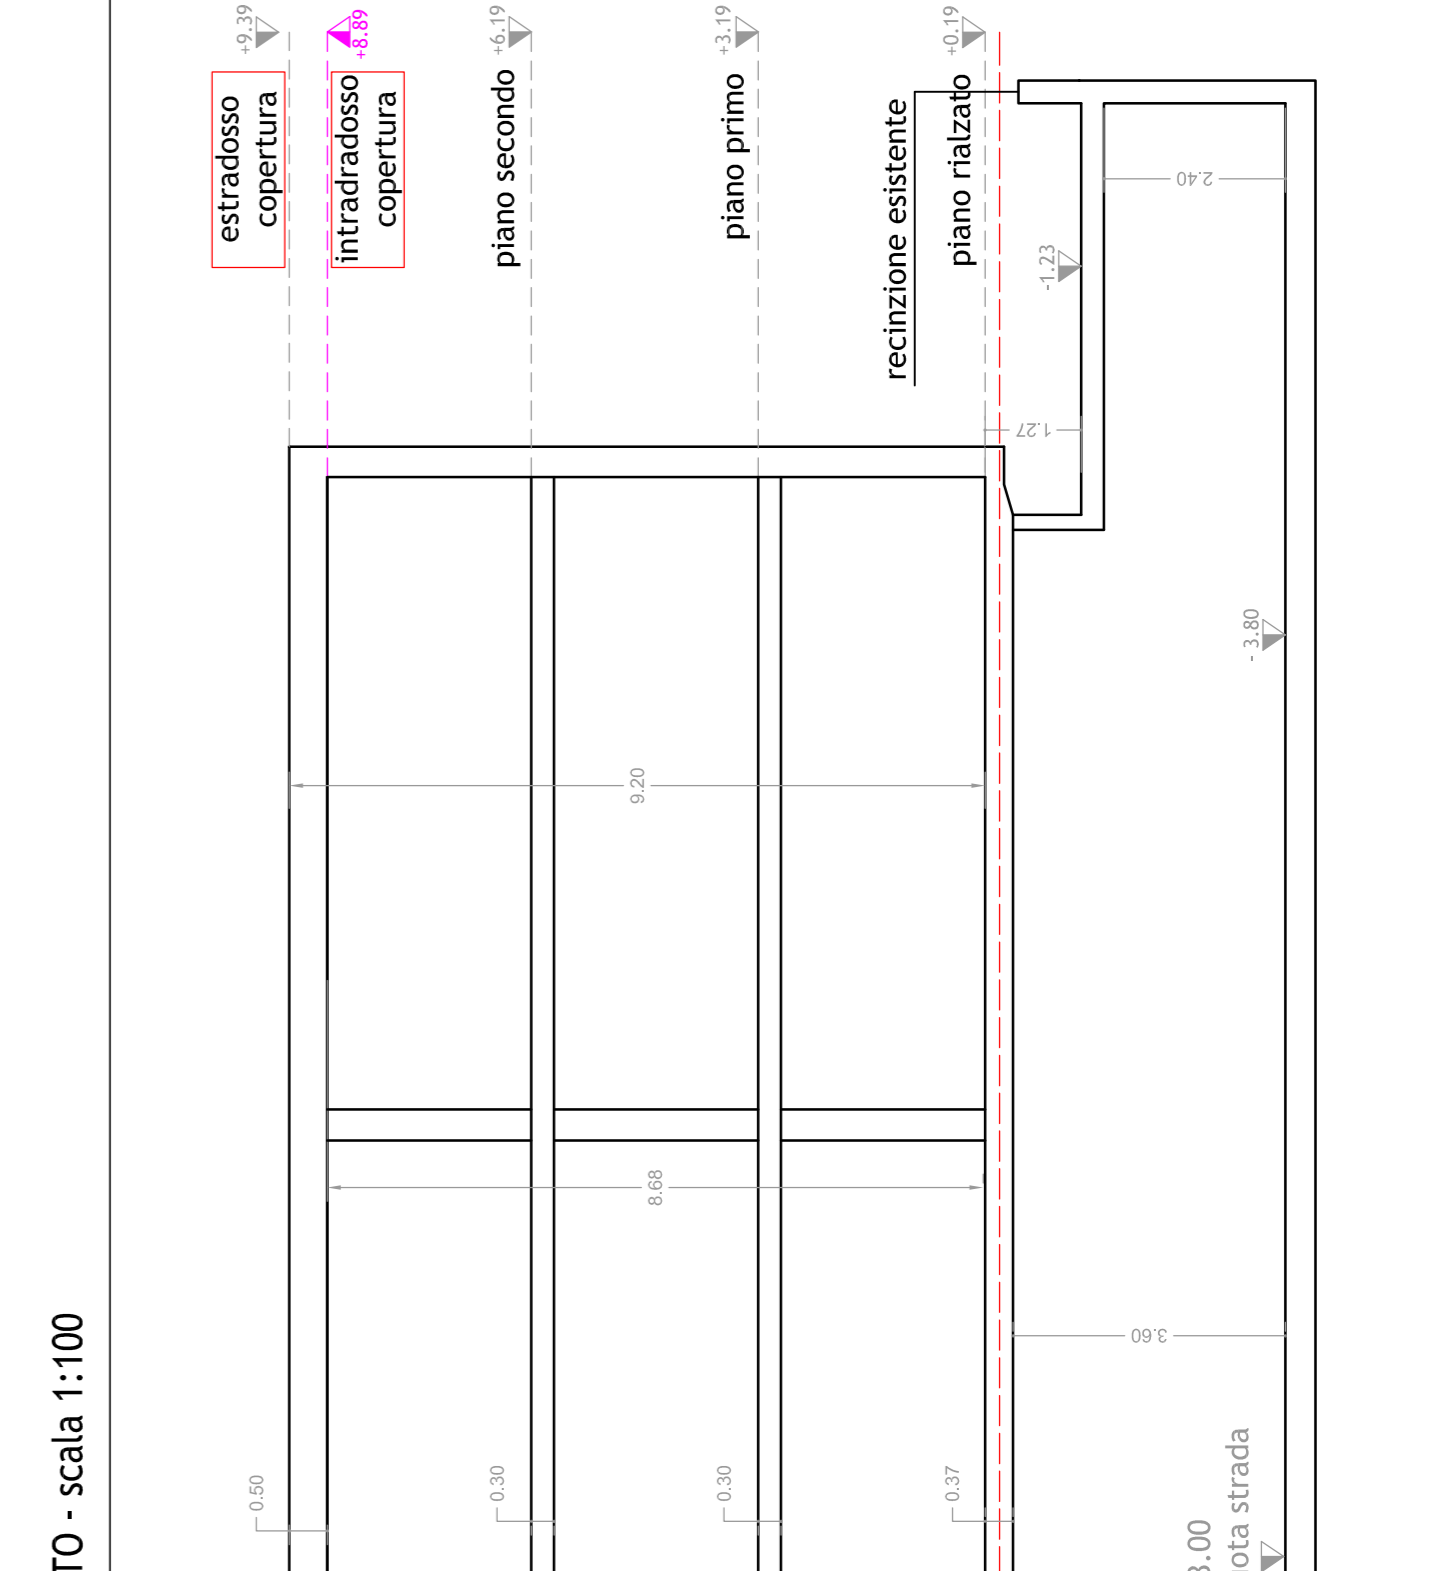 TO - scala 1:100
+9.39
estradosso
copertura
+8.89
intradradosso
copertura
+6.19
piano secondo
+3.19
piano primo
+0.19
piano rialzato
recinzione esistente
-1.23
2.40
1.27
- 3.80
9.20
8.68
3.60
0.50
0.30
0.30
0.37
3.00
ota strada